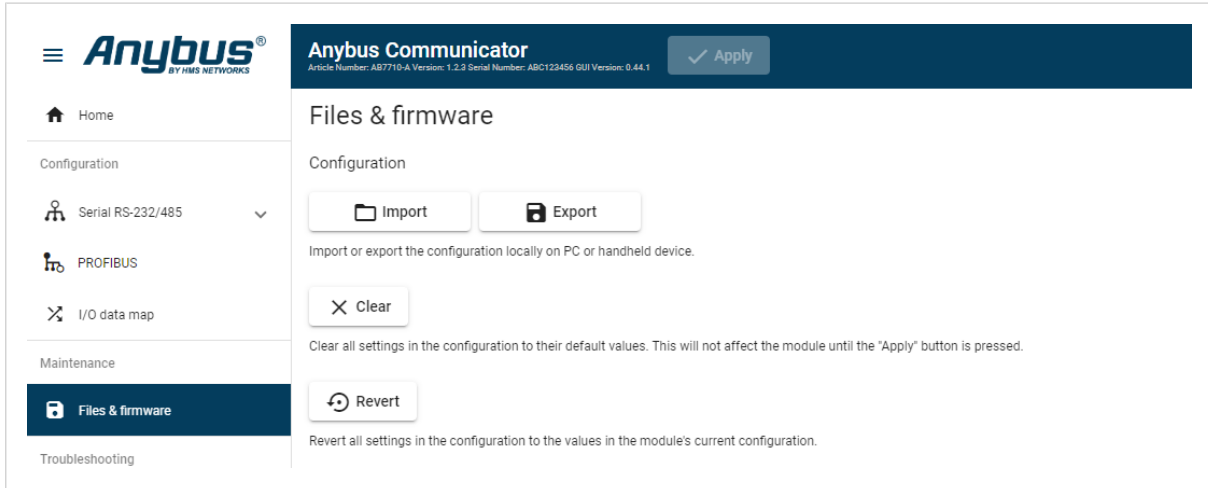 Anybus®
BY HMS NETWORKS
Anybus Communicator
Article Number: AB7710-A Version: 1.2.3 Serial Number: ABC123456 GUI Version: 0.44.1
Apply
Home
Configuration
Serial RS-232/485
PROFIBUS
I/O data map
Maintenance
Files & firmware
Troubleshooting
Files & firmware
Configuration
Import
Export
Import or export the configuration locally on PC or handheld device.
Clear
Clear all settings in the configuration to their default values. This will not affect the module until the "Apply" button is pressed.
Revert
Revert all settings in the configuration to the values in the module's current configuration.